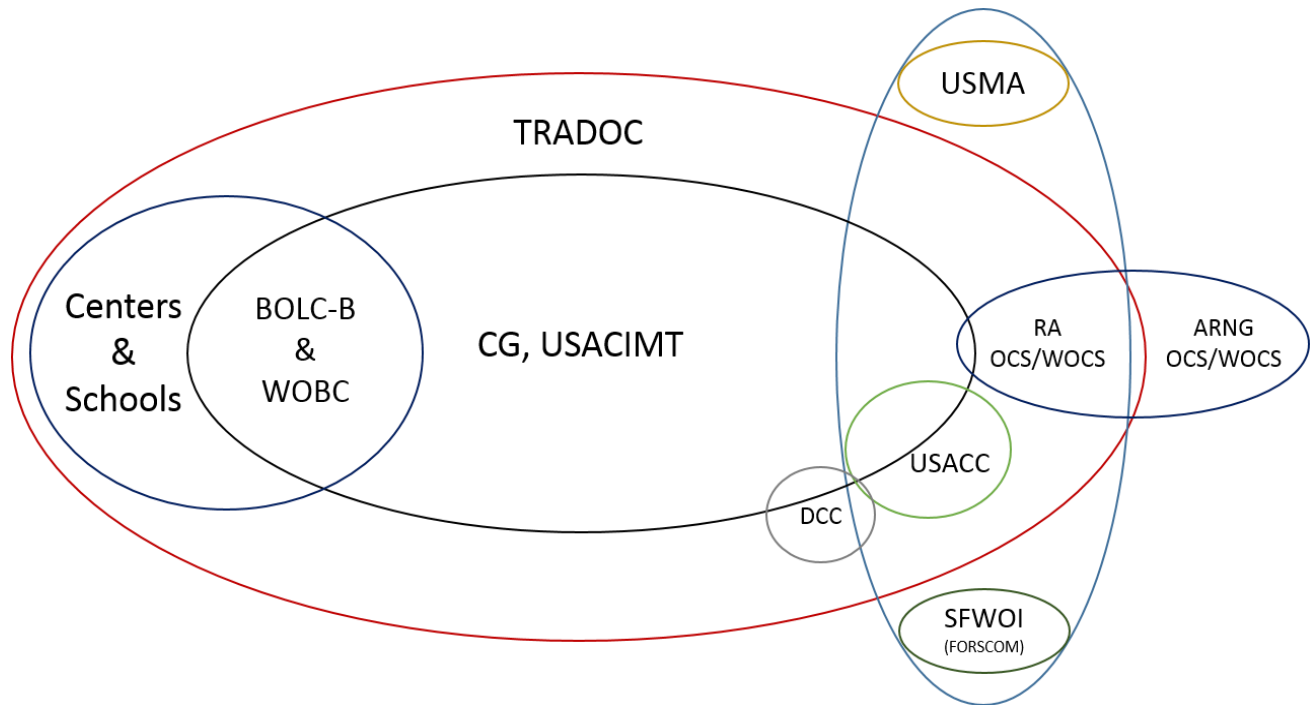 USMA
TRADOC
Centers
&
Schools
BOLC-B
&
WOBC
CG, USACIMT
RA
OCS/WOCS
ARNG
OCS/WOCS
USACC
DCC
SFWOI
(FORSCOM)